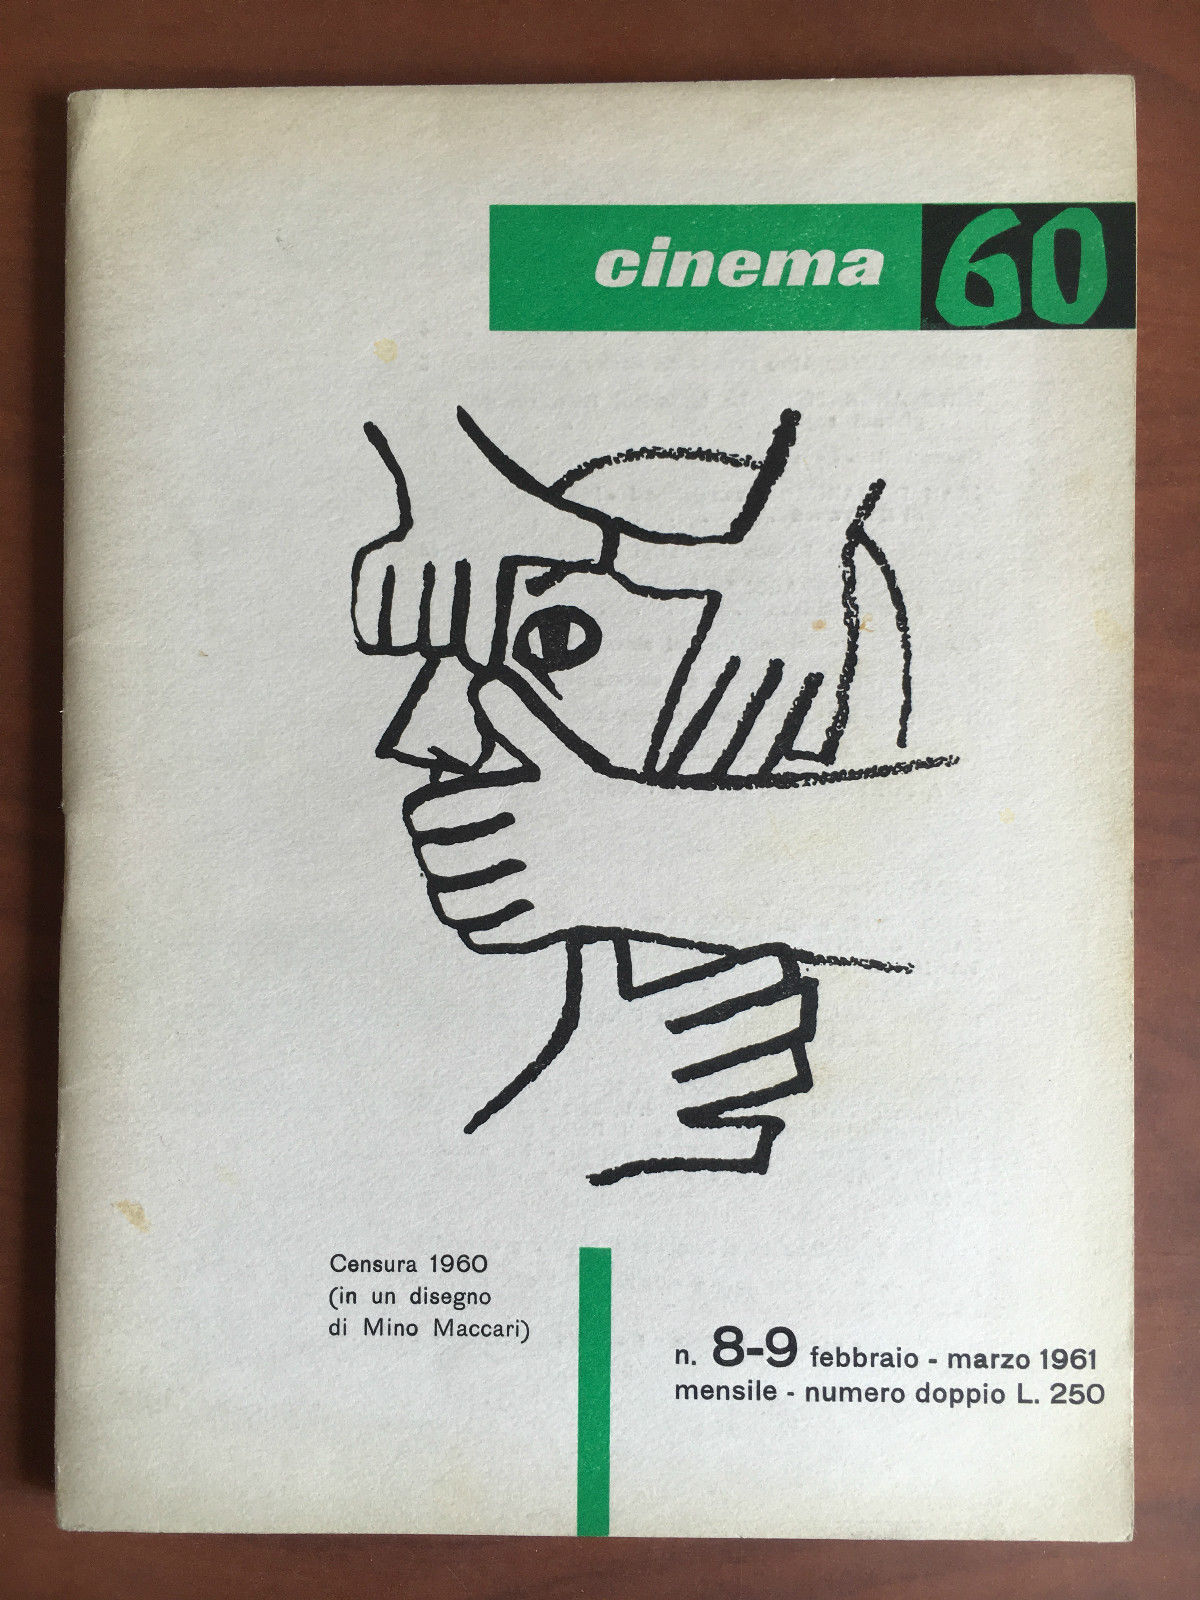 cinema 60
Censura 1960
(in un disegno
di Mino Maccari)
n. 8-9 febbraio - marzo 1961
mensile - numero doppio L. 250